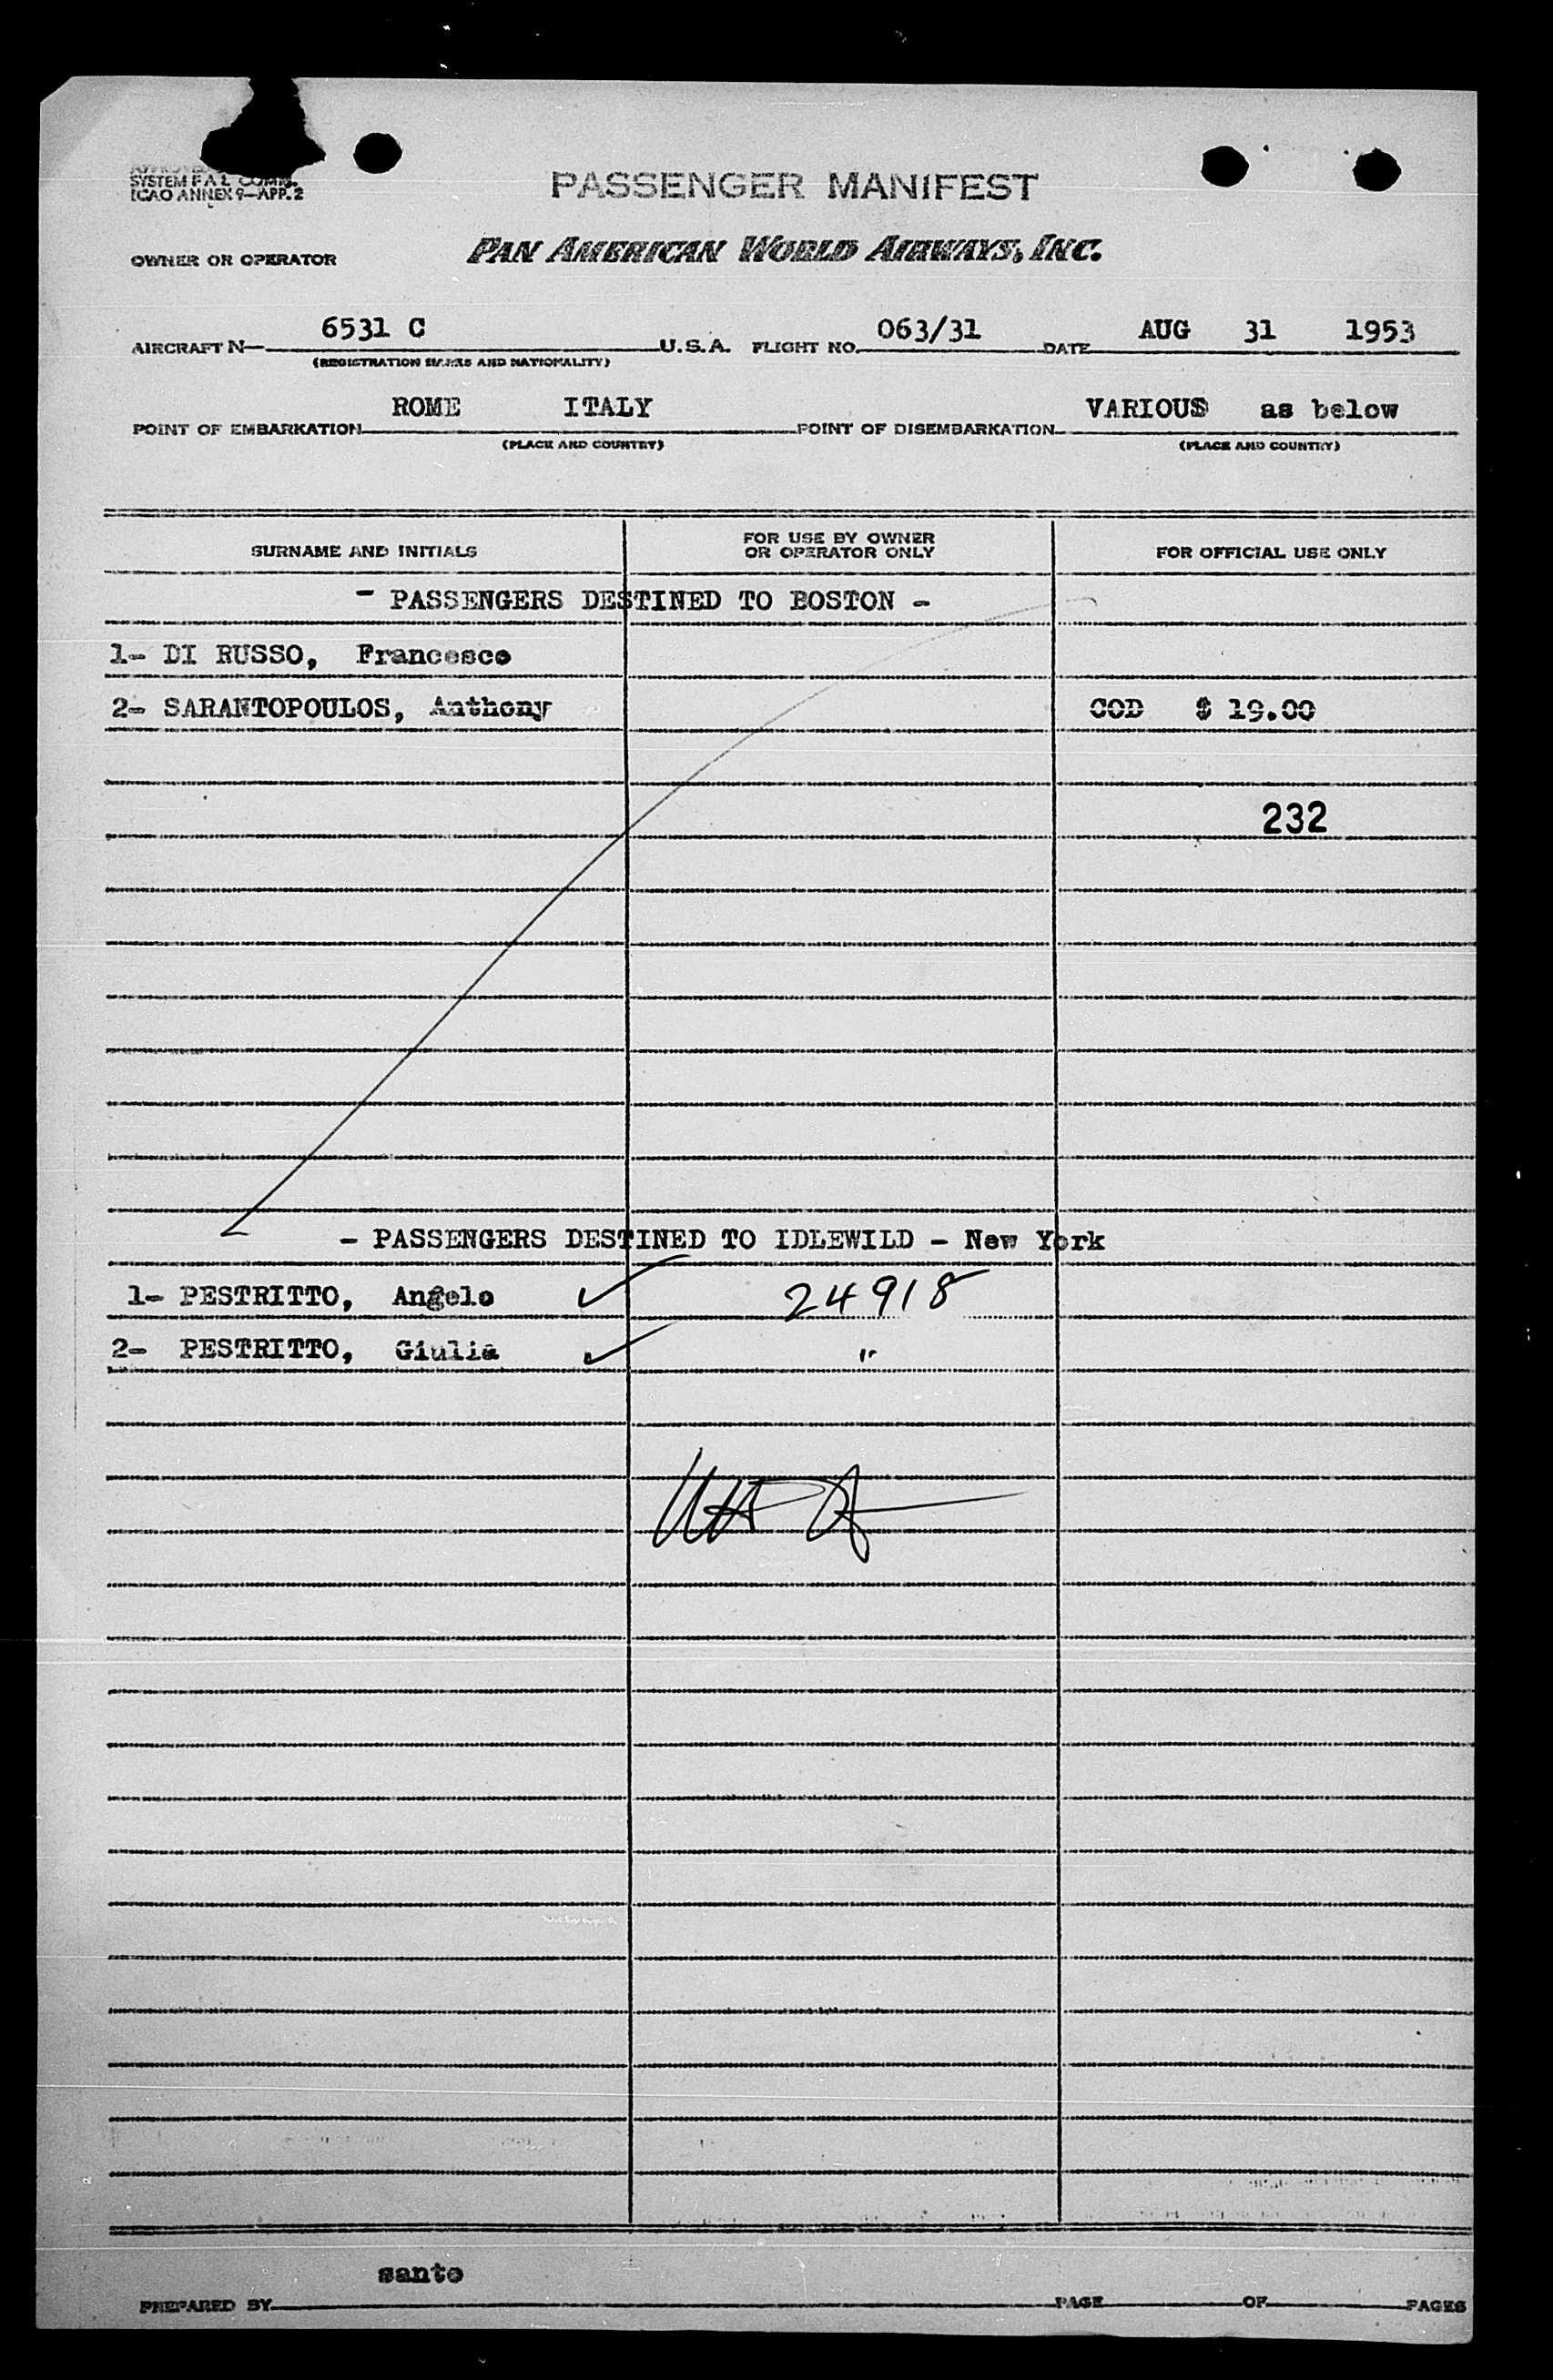 SYSTEM F A L COMM.
ICAO ANNEX 9—APP. 2
PASSENGER MANIFEST
OWNER OR OPERATOR PAN AMERICAN WORLD AIRWAYS, INC.
AIRCRAFT N— 6531 C U.S.A. FLIGHT NO. 063/31 DATE AUG 31 1953
(REGISTRATION MARKS AND NATIONALITY)
POINT OF EMBARKATION ROME ITALY POINT OF DISEMBARKATION VARIOUS as below
(PLACE AND COUNTRY) (PLACE AND COUNTRY)
SURNAME AND INITIALS FOR USE BY OWNER OR OPERATOR ONLY FOR OFFICIAL USE ONLY
- PASSENGERS DESTINED TO BOSTON -
1- DI RUSSO, Francesco
2- SARANTOPOULOS, Anthony COD $ 19.00
232
- PASSENGERS DESTINED TO IDLEWILD - New York
1- PESTRITTO, Angelo ✓ 24918
2- PESTRITTO, Giulia ✓ "
santo
PREPARED BY PAGE OF PAGES